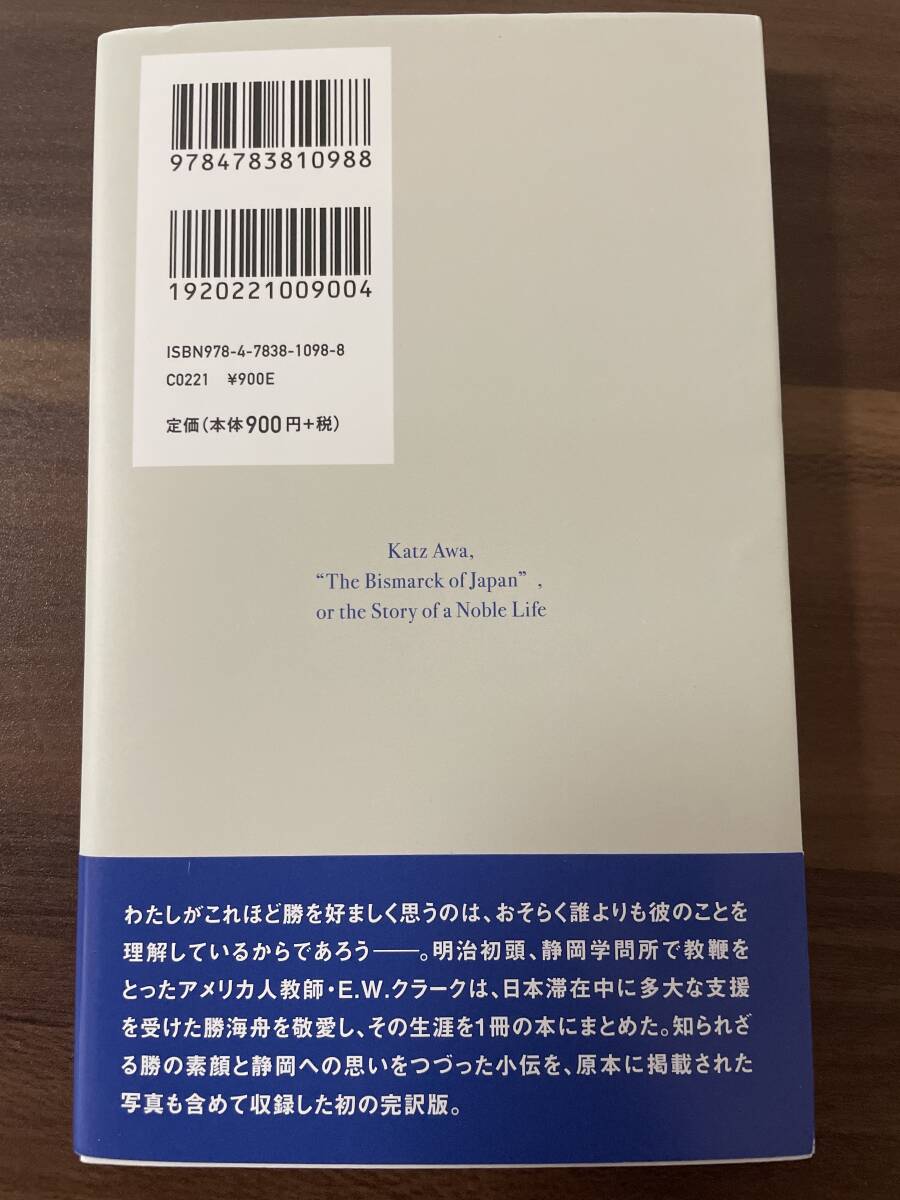 9784783810988
1920221009004
ISBN978-4-7838-1098-8
C0221 ¥900E
定価(本体900円+税)
Katz Awa,
“The Bismarck of Japan” ,
or the Story of a Noble Life
わたしがこれほど勝を好ましく思うのは、おそらく誰よりも彼のことを
理解しているからであろう――。明治初頭、静岡学問所で教鞭を
とったアメリカ人教師・E.W.クラークは、日本滞在中に多大な支援
を受けた勝海舟を敬愛し、その生涯を1冊の本にまとめた。知られざ
る勝の素顔と静岡への思いをつづった小伝を、原本に掲載された
写真も含めて収録した初の完訳版。